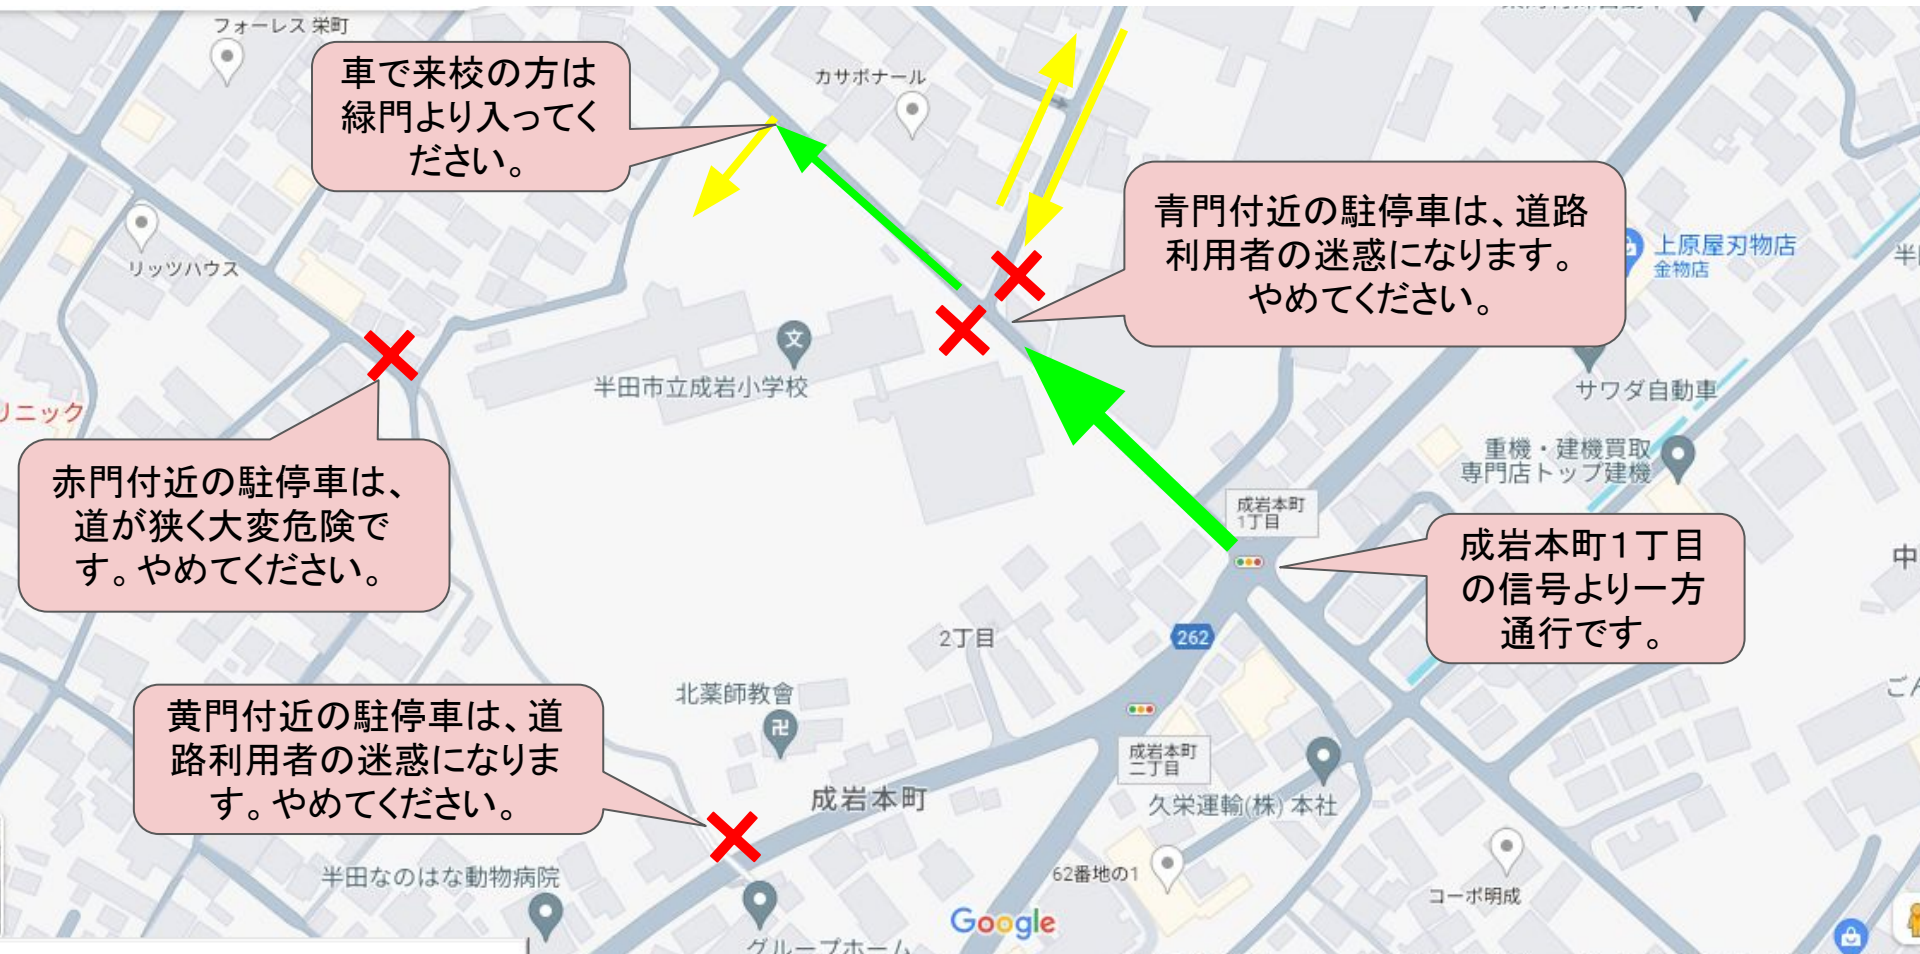 フォーレス 栄町
車で来校の方は
緑門より入ってく
ださい。
カサボナール
青門付近の駐停車は、道路
利用者の迷惑になります。
やめてください。
上原屋刃物店
金物店
半
リッツハウス
文
半田市立成岩小学校
サワダ自動車
リニック
重機・建機買取
専門店トップ建機
赤門付近の駐停車は、
道が狭く大変危険で
す。やめてください。
成岩本町
1丁目
成岩本町1丁目
の信号より一方
通行です。
中
2丁目
262
北薬師教會
卍
黄門付近の駐停車は、道
路利用者の迷惑になりま
す。やめてください。
成岩本町
二丁目
成岩本町
久栄運輸(株) 本社
半田なのはな動物病院
62番地の1
コーポ明成
Google
グループホーム